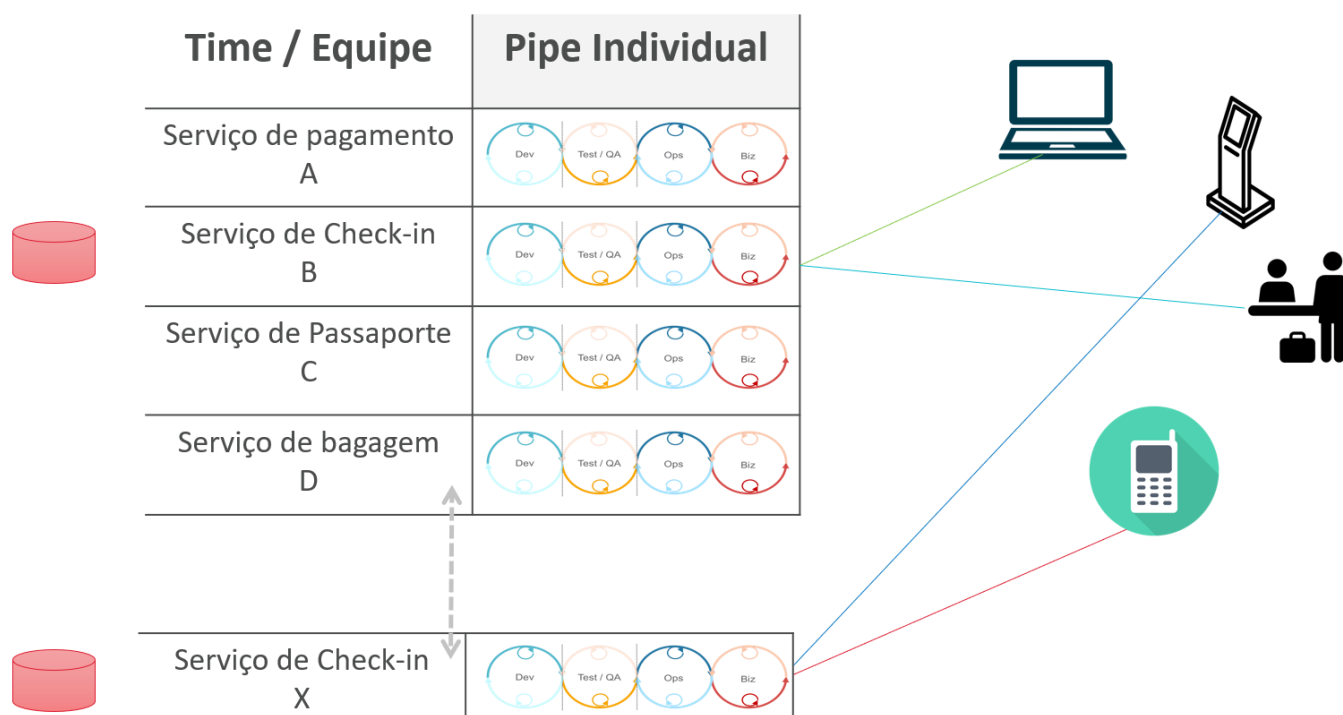 Time / Equipe
Pipe Individual
Serviço de pagamento
A
Dev
Test / QA
Ops
Biz
Serviço de Check-in
B
Dev
Test / QA
Ops
Biz
Serviço de Passaporte
C
Dev
Test / QA
Ops
Biz
Serviço de bagagem
D
Dev
Test / QA
Ops
Biz
Serviço de Check-in
X
Dev
Test / QA
Ops
Biz